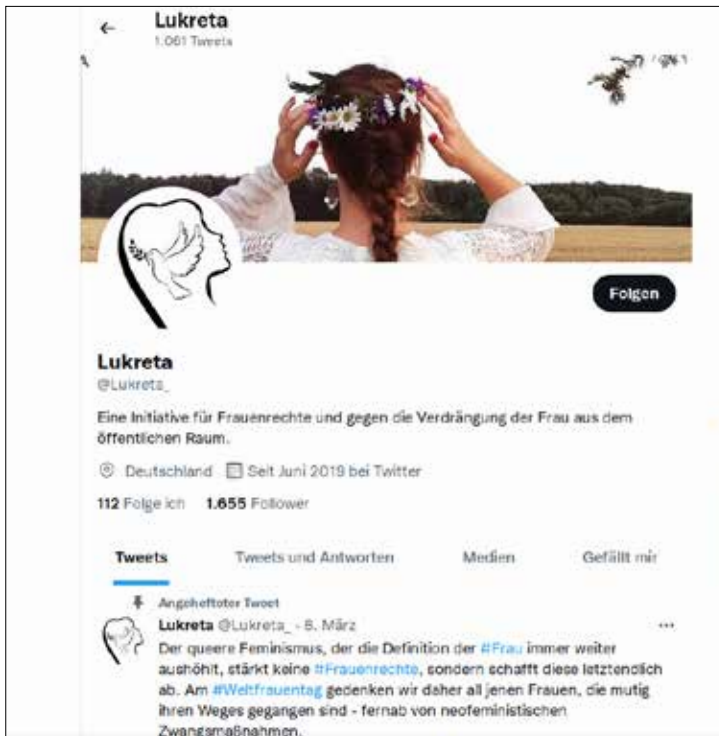 Lukreta
1.061 Tweets
Folgen
Lukreta
@Lukreta_
Eine Initiative für Frauenrechte und gegen die Verdrängung der Frau aus dem
öffentlichen Raum.
Deutschland Seit Juni 2019 bei Twitter
112 Folge ich 1.655 Follower
Tweets Tweets und Antworten Medien Gefällt mir
Angehefteter Tweet
Lukreta @Lukreta_ · 8. März
Der queere Feminismus, der die Definition der #Frau immer weiter
aushöhlt, stärkt keine #Frauenrechte, sondern schafft diese letztendlich
ab. Am #Weltfrauentag gedenken wir daher all jenen Frauen, die mutig
ihren Weges gegangen sind - fernab von neofeministischen
Zwangsmaßnahmen.